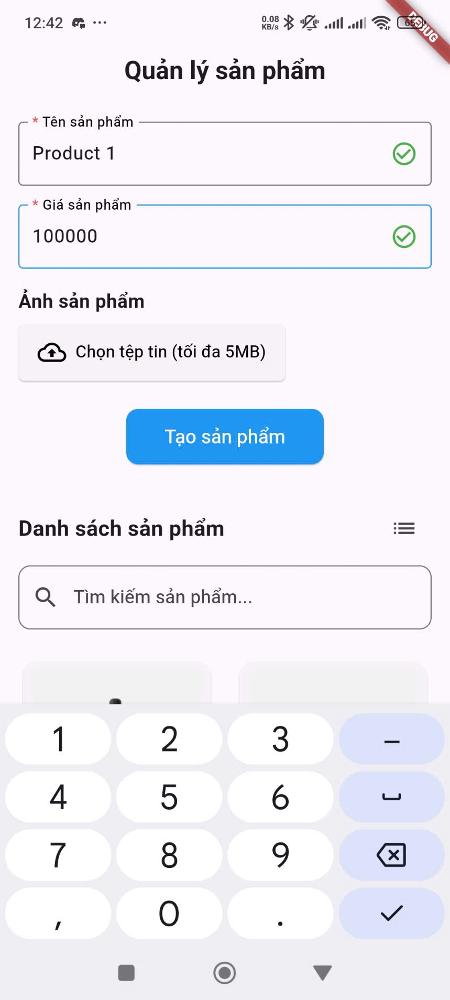 12:42
0.08
KB/s
65
DEBUG
Quản lý sản phẩm
* Tên sản phẩm
Product 1
* Giá sản phẩm
100000
Ảnh sản phẩm
Chọn tệp tin (tối đa 5MB)
Tạo sản phẩm
Danh sách sản phẩm
Tìm kiếm sản phẩm...
1 2 3 –
4 5 6
7 8 9
, 0 .